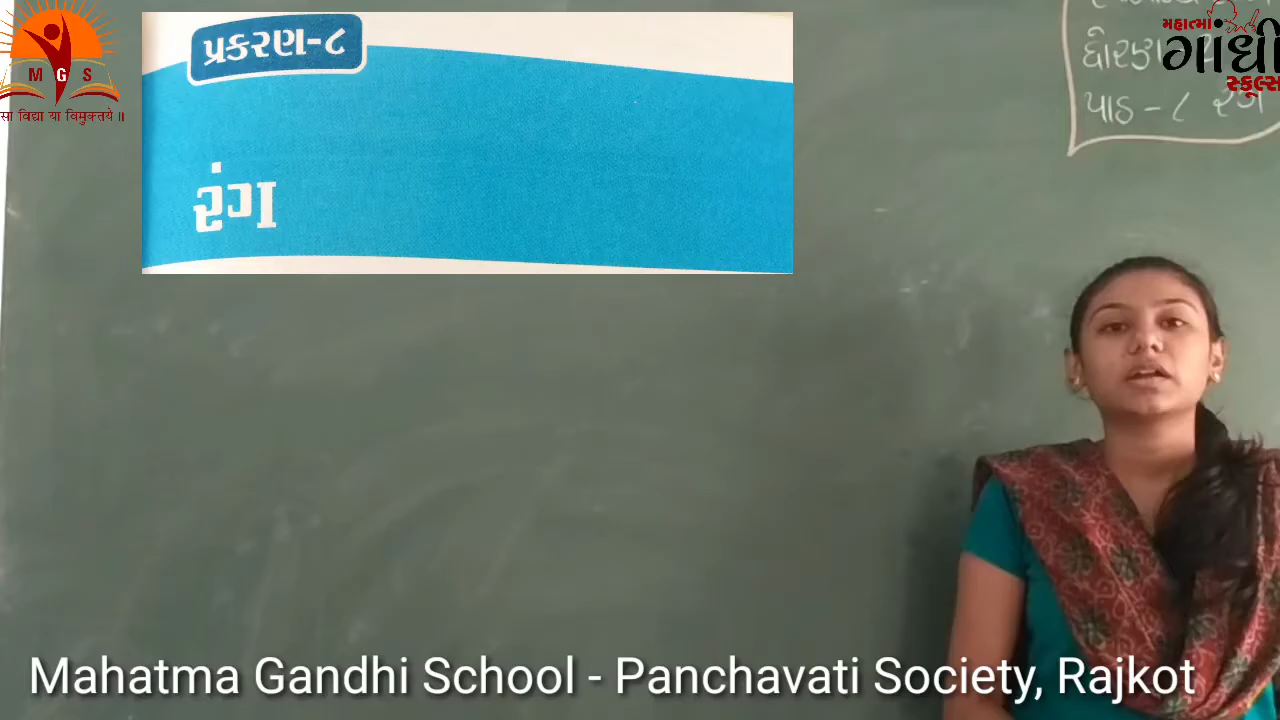 M G S
सा विद्या या विमुक्तये॥
પ્રકરણ-૮
રંગ
મહાત્મા
ગાંધી
સ્કૂલ્સ
ધોરણ
પાઠ - ૮ રંગ
Mahatma Gandhi School - Panchavati Society, Rajkot